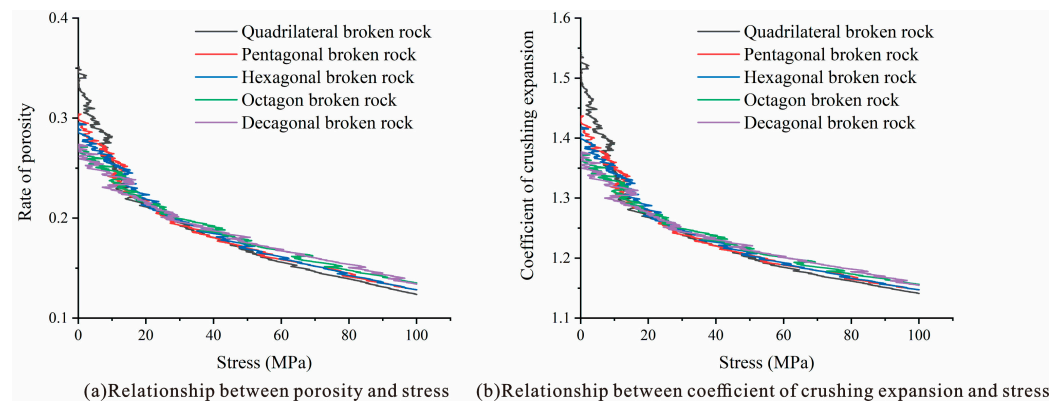 0.4
0.3
0.2
0.1
Rate of porosity
Quadrilateral broken rock
Pentagonal broken rock
Hexagonal broken rock
Octagon broken rock
Decagonal broken rock
0 20 40 60 80 100
Stress (MPa)
(a)Relationship between porosity and stress
1.6
1.5
1.4
1.3
1.2
1.1
Coefficient of crushing expansion
Quadrilateral broken rock
Pentagonal broken rock
Hexagonal broken rock
Octagon broken rock
Decagonal broken rock
0 20 40 60 80 100
Stress (MPa)
(b)Relationship between coefficient of crushing expansion and stress